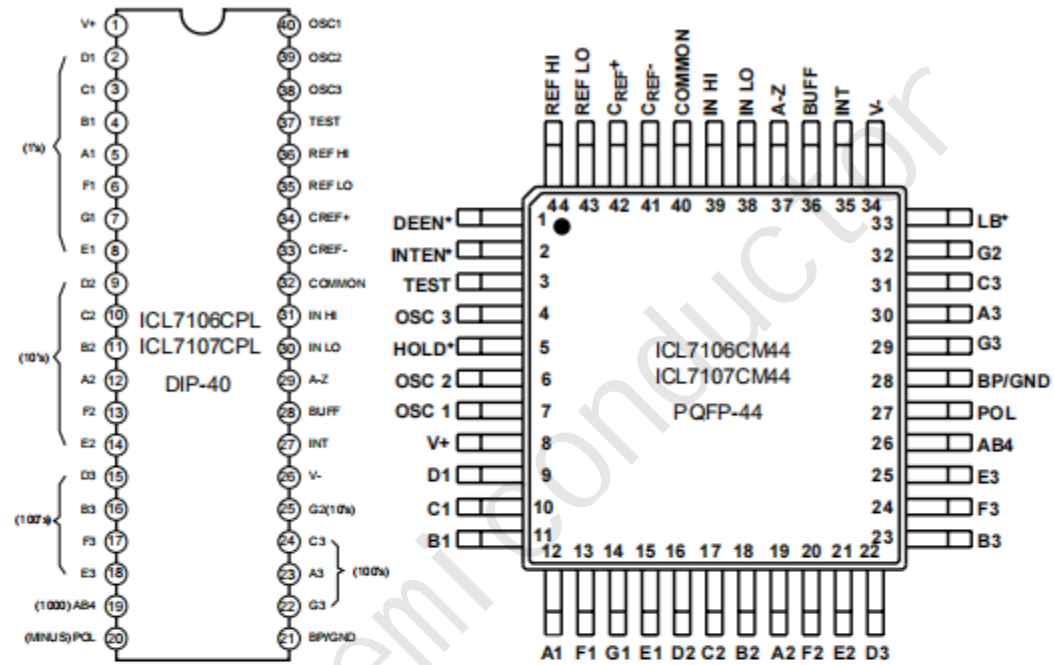 V+ 1 40 OSC1
D1 2 39 OSC2
C1 3 38 OSC3
B1 4 37 TEST
(1's)
A1 5 36 REF HI
F1 6 35 REF LO
G1 7 34 CREF+
E1 8 33 CREF-
D2 9 32 COMMON
C2 10 ICL7106CPL 31 IN HI
B2 11 ICL7107CPL 30 IN LO
(10's)
A2 12 DIP-40 29 A-Z
F2 13 28 BUFF
E2 14 27 INT
D3 15 26 V-
B3 16 25 G2(10's)
(100's)
F3 17 24 C3
E3 18 23 A3 (100's)
(1000) AB4 19 22 G3
(MINUS) POL 20 21 BP/GND
REF HI
REF LO
CREF+
CREF-
COMMON
IN HI
IN LO
A-Z
BUFF
INT
V-
44 43 42 41 40 39 38 37 36 35 34
DEEN* 1 33 LB*
INTEN* 2 32 G2
TEST 3 31 C3
OSC 3 4 30 A3
HOLD* 5 29 G3
ICL7106CM44
OSC 2 6 28 BP/GND
ICL7107CM44
OSC 1 7 27 POL
PQFP-44
V+ 8 26 AB4
D1 9 25 E3
C1 10 24 F3
B1 11 23 B3
12 13 14 15 16 17 18 19 20 21 22
A1 F1 G1 E1 D2 C2 B2 A2 F2 E2 D3
emi conductor